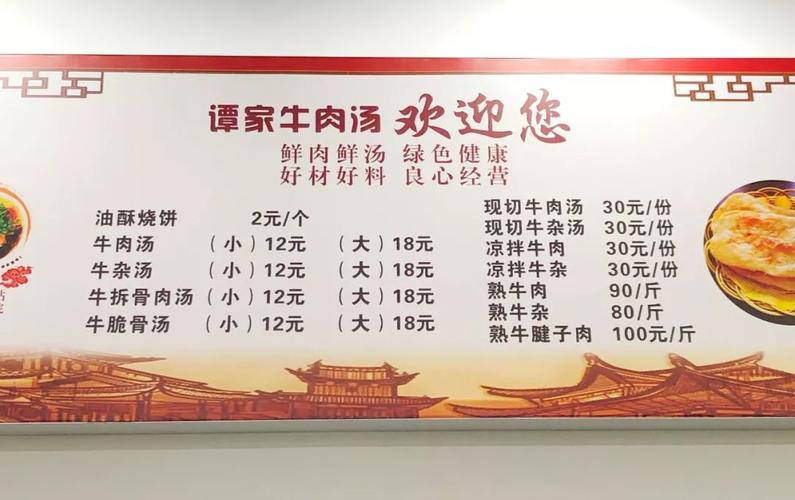 谭家牛肉汤 欢迎您
鲜肉鲜汤 绿色健康
好材好料 良心经营
油酥烧饼 2元/个
牛肉汤 （小）12元 （大）18元
牛杂汤 （小）12元 （大）18元
牛拆骨肉汤 （小）12元 （大）18元
牛脆骨汤 （小）12元 （大）18元
现切牛肉汤 30元/份
现切牛杂汤 30元/份
凉拌牛肉 30元/份
凉拌牛杂 30元/份
熟牛肉 90/斤
熟牛杂 80/斤
熟牛腱子肉 100元/斤